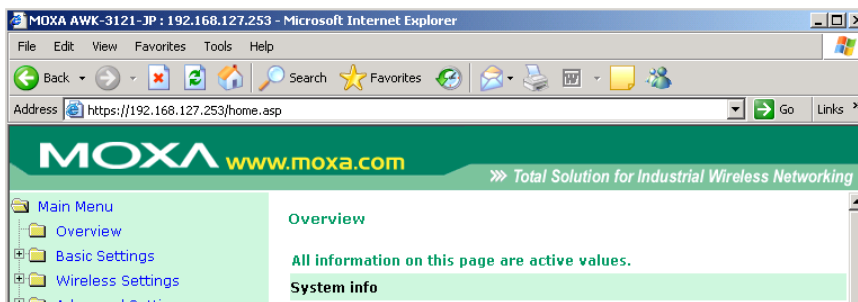 MOXA AWK-3121-JP : 192.168.127.253 - Microsoft Internet Explorer
File Edit View Favorites Tools Help
Back Search Favorites
Address https://192.168.127.253/home.asp Go Links
MOXA www.moxa.com
Total Solution for Industrial Wireless Networking
Main Menu
Overview
Basic Settings
Wireless Settings
Overview
All information on this page are active values.
System info